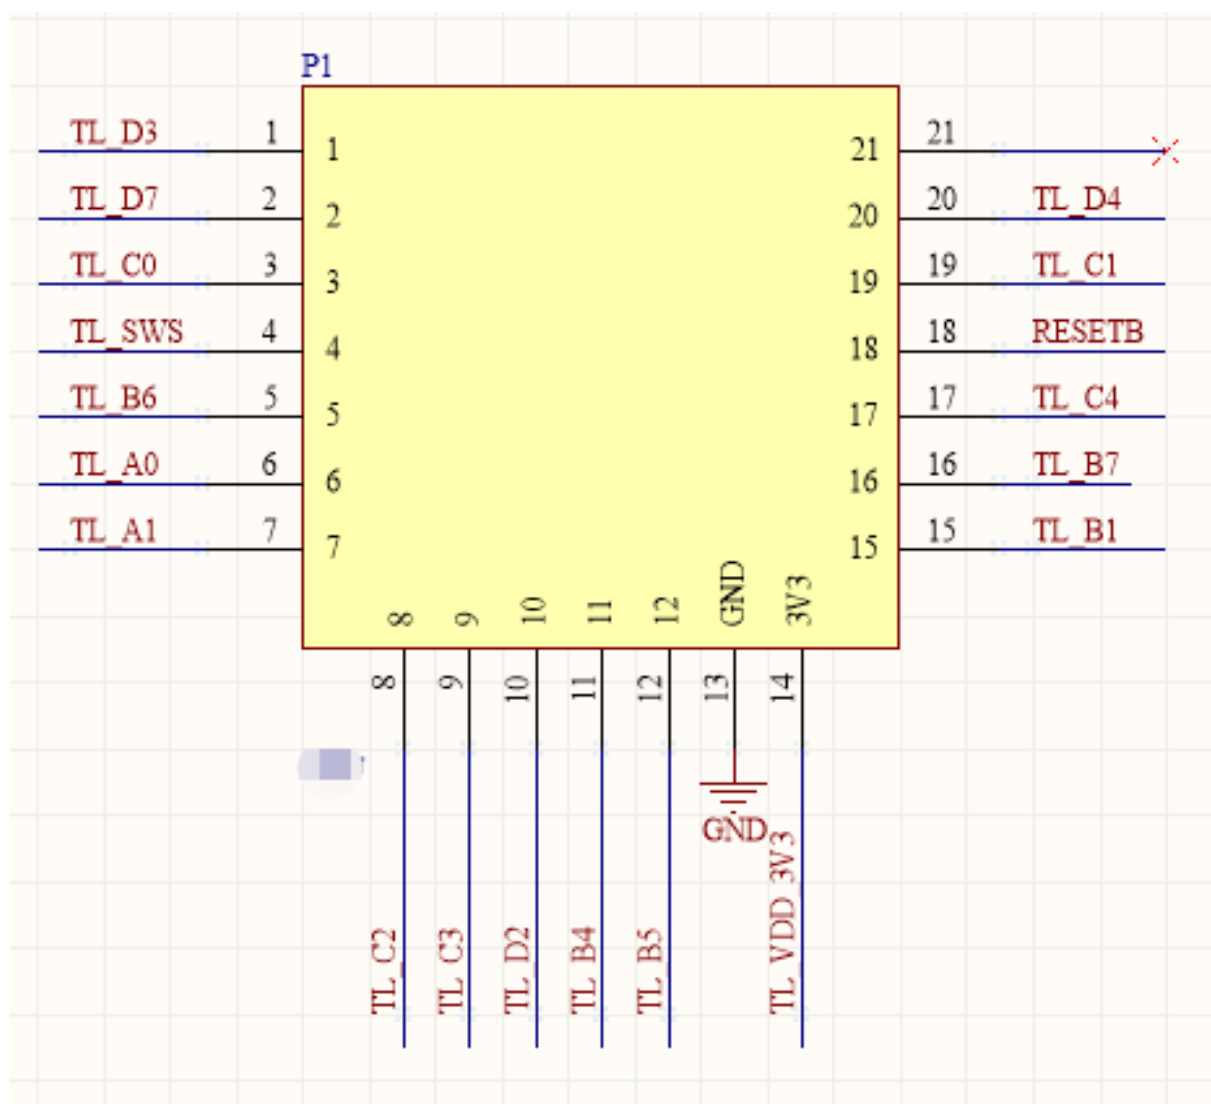 P1
TL_D3 1 1 21 21
TL_D7 2 2 20 20 TL_D4
TL_C0 3 3 19 19 TL_C1
TL_SWS 4 4 18 18 RESETB
TL_B6 5 5 17 17 TL_C4
TL_A0 6 6 16 16 TL_B7
TL_A1 7 7 15 15 TL_B1
8 9 10 11 12 GND 3V3
8 9 10 11 12 13 14
GND
TL_C2 TL_C3 TL_D2 TL_B4 TL_B5 TL_VDD_3V3